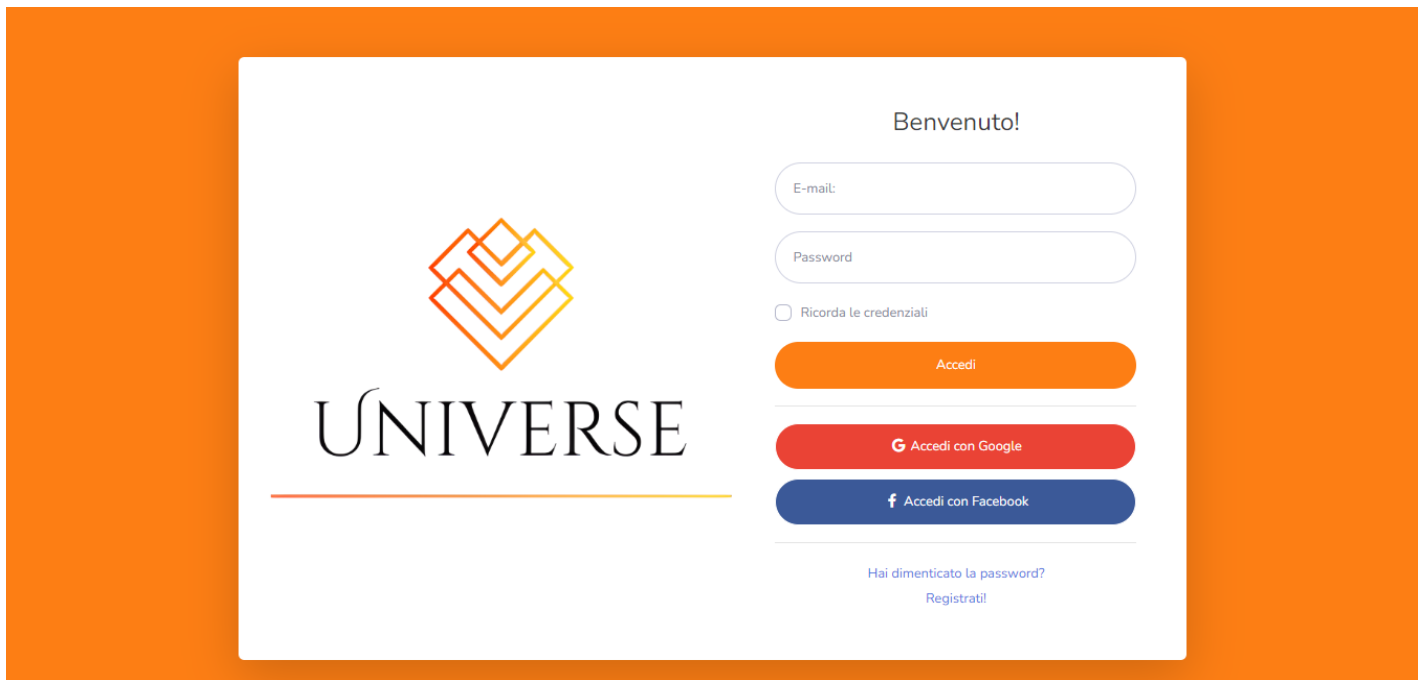 UNIVERSE
Benvenuto!
E-mail:
Password
Ricorda le credenziali
Accedi
Accedi con Google
Accedi con Facebook
Hai dimenticato la password?
Registrati!